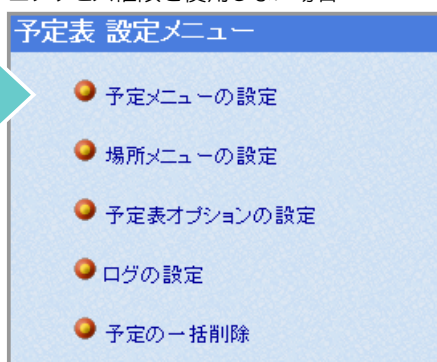 予定表 設定メニュー
予定メニューの設定
場所メニューの設定
予定表オプションの設定
ログの設定
予定の一括削除